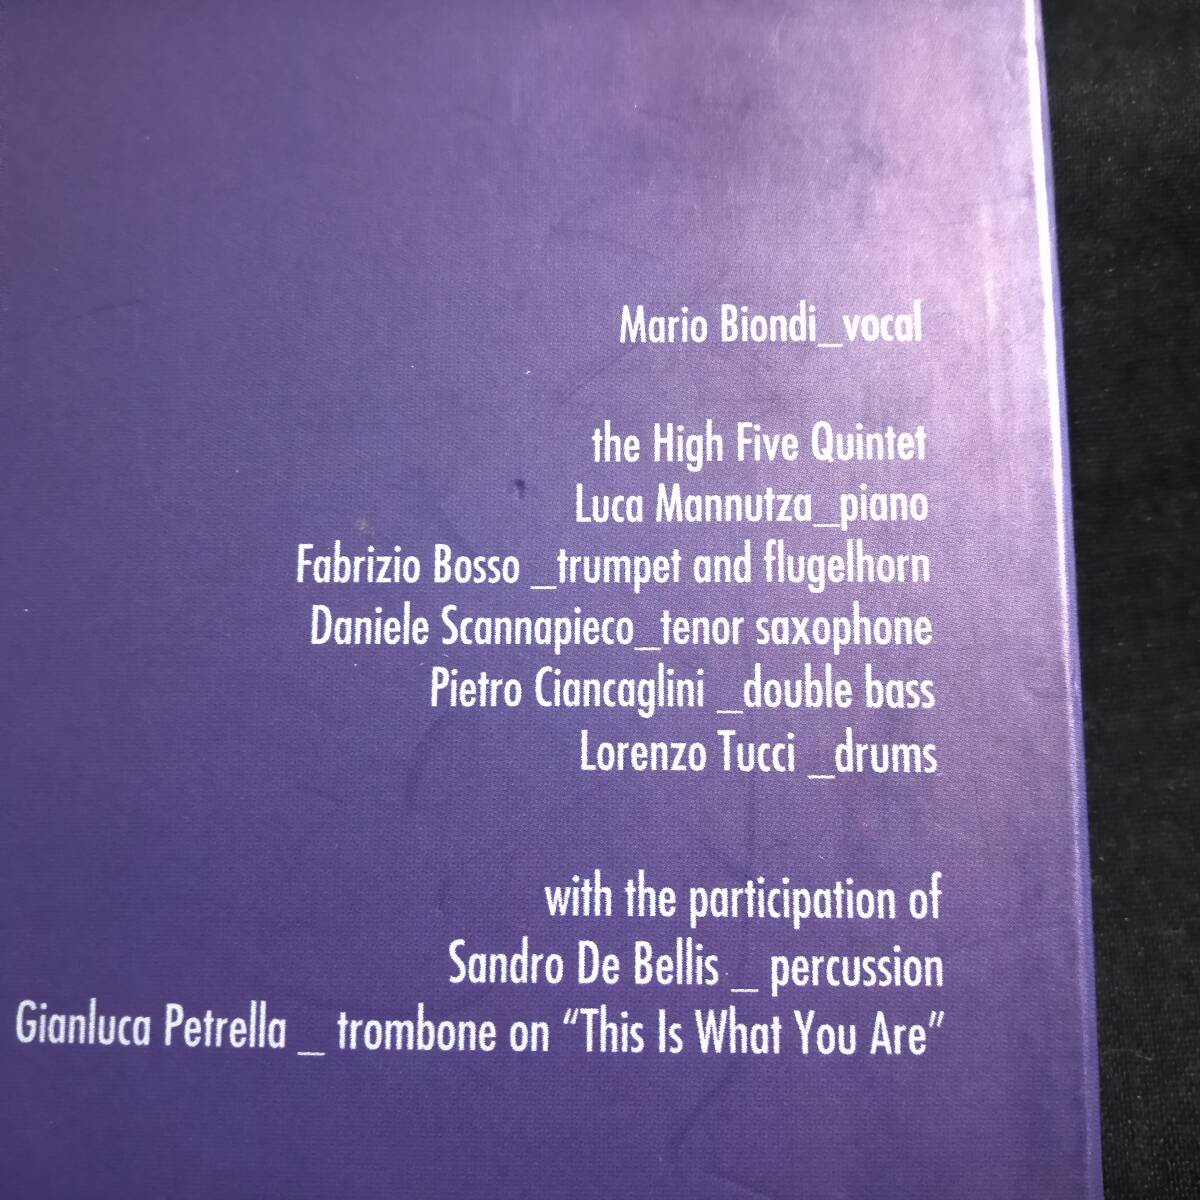 Mario Biondi_vocal
the High Five Quintet
Luca Mannutza_piano
Fabrizio Bosso _trumpet and flugelhorn
Daniele Scannapieco_tenor saxophone
Pietro Ciancaglini _double bass
Lorenzo Tucci _drums
with the participation of
Sandro De Bellis _ percussion
Gianluca Petrella _ trombone on “This Is What You Are”